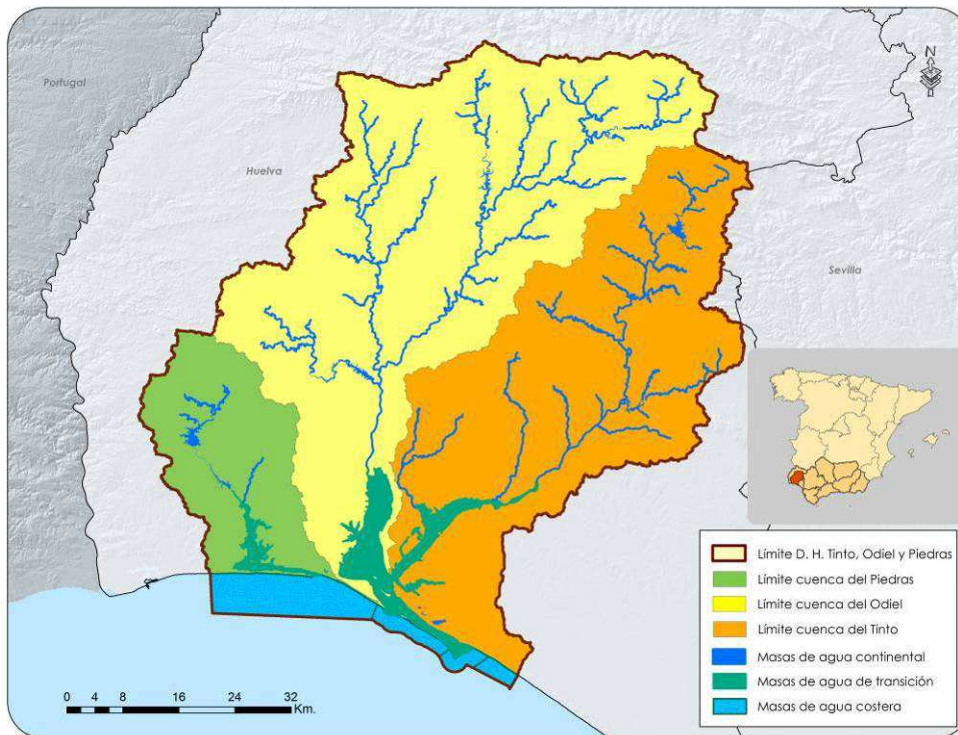 Portugal
N
Huelva
Sevilla
Límite D. H. Tinto, Odiel y Piedras
Límite cuenca del Piedras
Límite cuenca del Odiel
Límite cuenca del Tinto
Masas de agua continental
Masas de agua de transición
Masas de agua costera
0 4 8 16 24 32
Km.